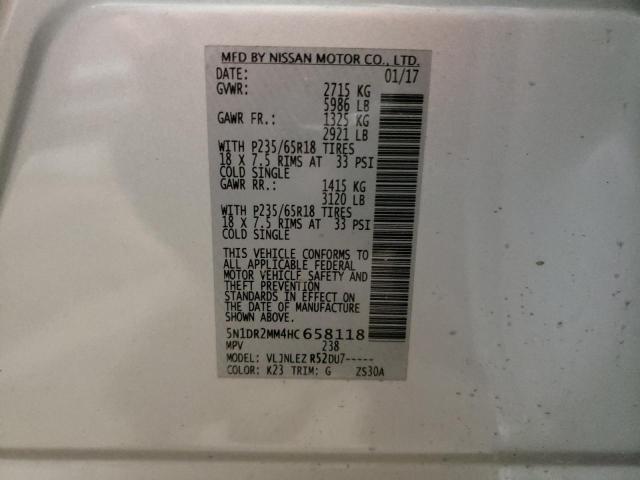 MFD BY NISSAN MOTOR CO., LTD.
DATE: 01/17
GVWR: 2715 KG
5986 LB
GAWR FR.: 1325 KG
2921 LB
WITH P235/65R18 TIRES
18 X 7.5 RIMS AT 33 PSI
COLD SINGLE
GAWR RR.: 1415 KG
3120 LB
WITH P235/65R18 TIRES
18 X 7.5 RIMS AT 33 PSI
COLD SINGLE
THIS VEHICLE CONFORMS TO
ALL APPLICABLE FEDERAL
MOTOR VEHICLE SAFETY AND
THEFT PREVENTION
STANDARDS IN EFFECT ON
THE DATE OF MANUFACTURE
SHOWN ABOVE.
5N1DR2MM4HC658118
MPV 238
MODEL: VLJNLEZ R52DU7-----
COLOR: K23 TRIM: G ZS30A